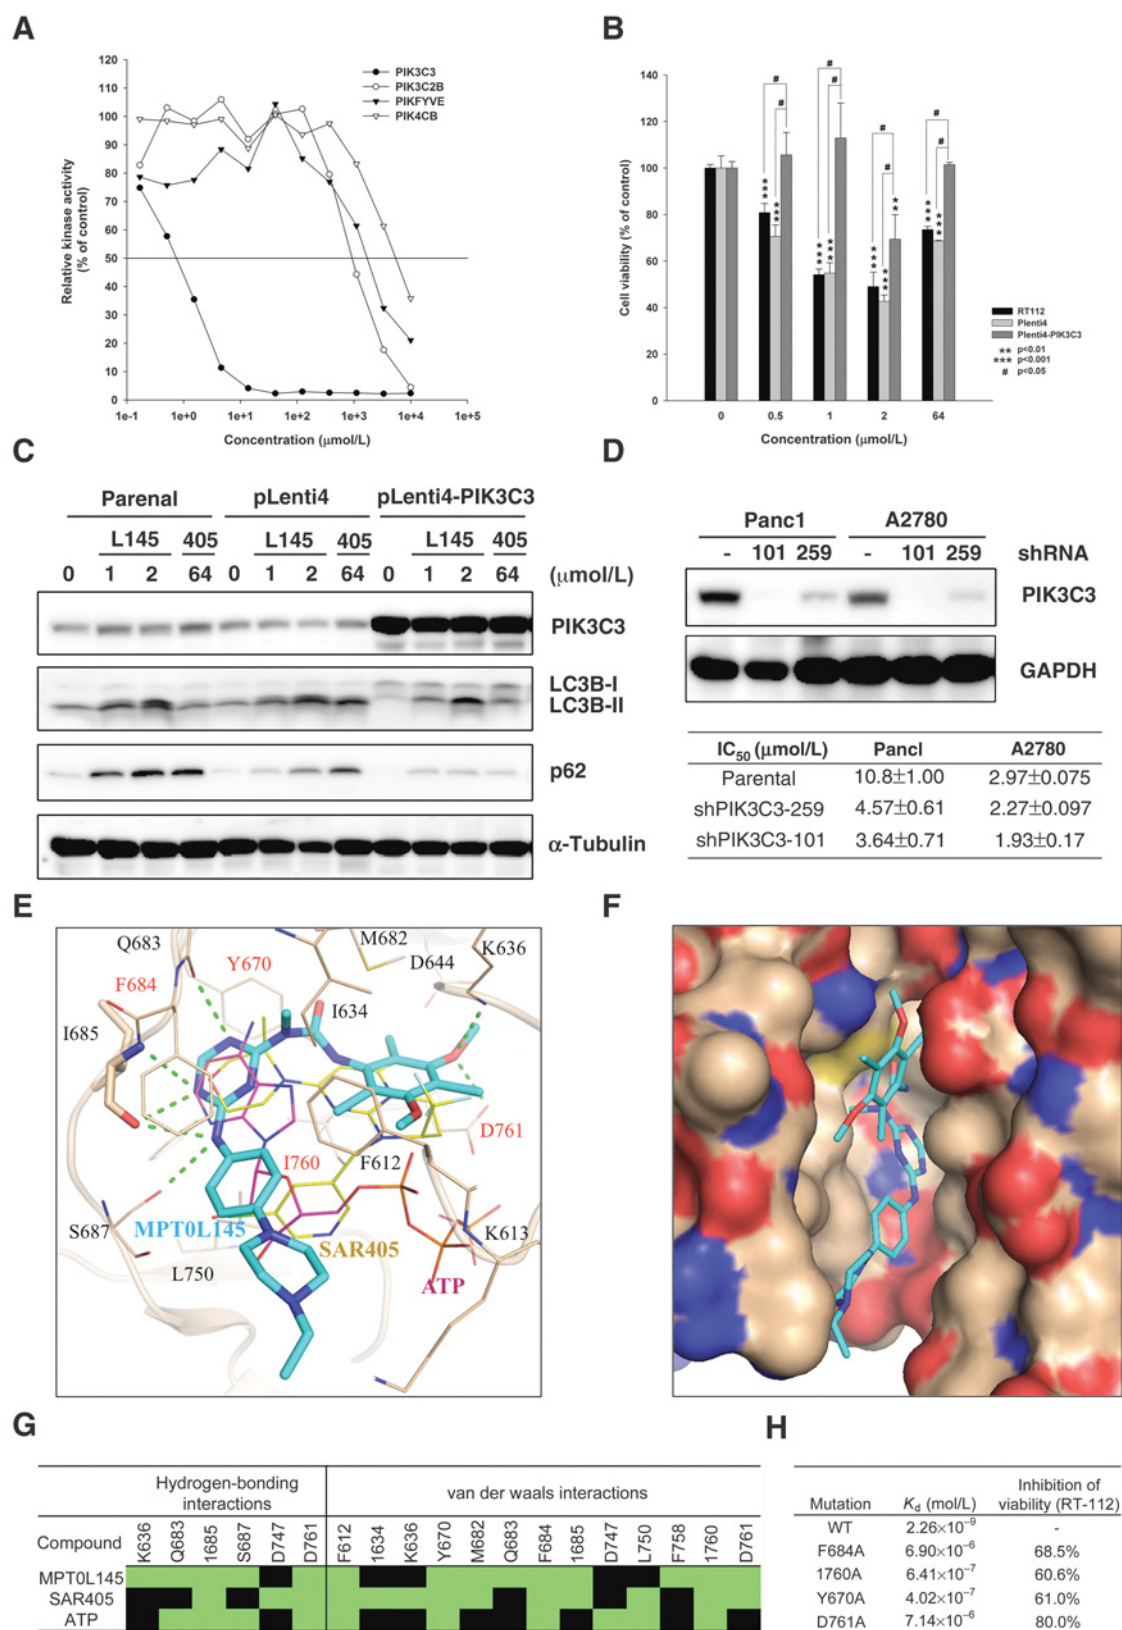 A
120
110
100
90
80
70
60
50
40
30
20
10
0
Relative kinase activity
(% of control)
PIK3C3
PIK3C2B
PIKFYVE
PIK4CB
1e-1 1e+0 1e+1 1e+2 1e+3 1e+4 1e+5
Concentration (μmol/L)
B
140
120
100
80
60
40
20
0
Cell viability (% of control)
# # # # # # # #
*** *** *** *** *** *** ** *** ***
RT112
Plenti4
Plenti4-PIK3C3
** p<0.01
*** p<0.001
# p<0.05
0 0.5 1 2 64
Concentration (μmol/L)
C
Parenal pLenti4 pLenti4-PIK3C3
L145 405 L145 405 L145 405
0 1 2 64 0 1 2 64 0 1 2 64 (μmol/L)
PIK3C3
LC3B-I
LC3B-II
p62
α-Tubulin
D
Panc1 A2780
- 101 259 - 101 259 shRNA
PIK3C3
GAPDH
IC50 (μmol/L) PancI A2780
Parental 10.8±1.00 2.97±0.075
shPIK3C3-259 4.57±0.61 2.27±0.097
shPIK3C3-101 3.64±0.71 1.93±0.17
E
Q683
F684
Y670
M682
D644
K636
I685
I634
D761
I760
F612
S687
MPT0L145
SAR405
K613
L750
ATP
F
G
Hydrogen-bonding
interactions
van der waals interactions
Compound K636 Q683 1685 S687 D747 D761 F612 1634 K636 Y670 M682 Q683 F684 1685 D747 L750 F758 1760 D761
MPT0L145
SAR405
ATP
H
Mutation Kd (mol/L) Inhibition of
viability (RT-112)
WT 2.26×10−9 -
F684A 6.90×10−6 68.5%
1760A 6.41×10−7 60.6%
Y670A 4.02×10−7 61.0%
D761A 7.14×10−6 80.0%